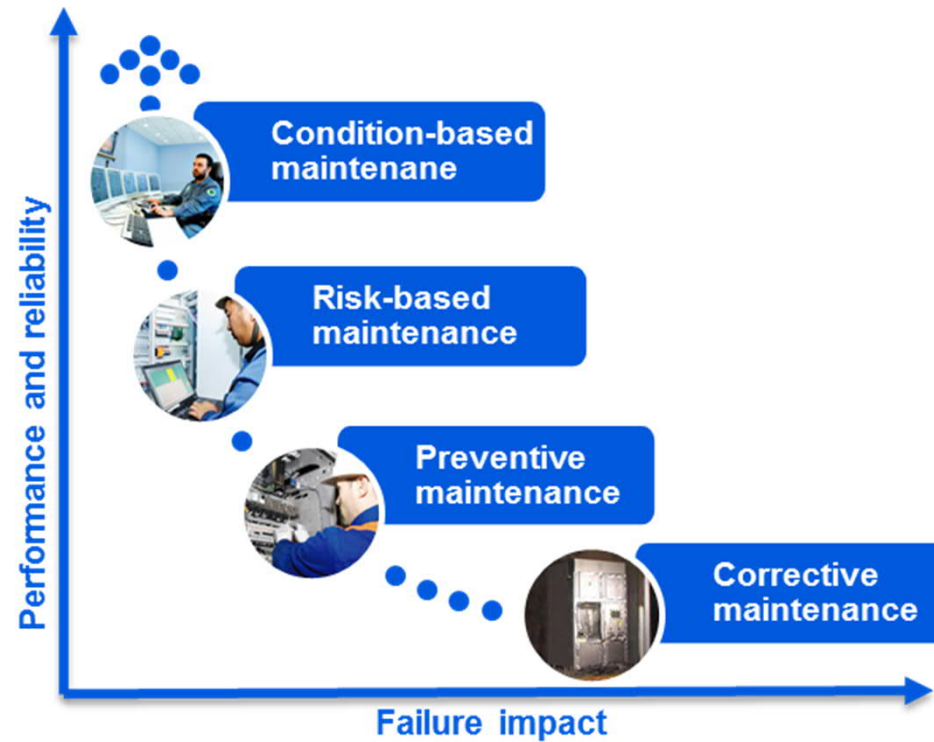 Condition-based
maintenane
Risk-based
maintenance
Preventive
maintenance
Corrective
maintenance
Performance and reliability
Failure impact